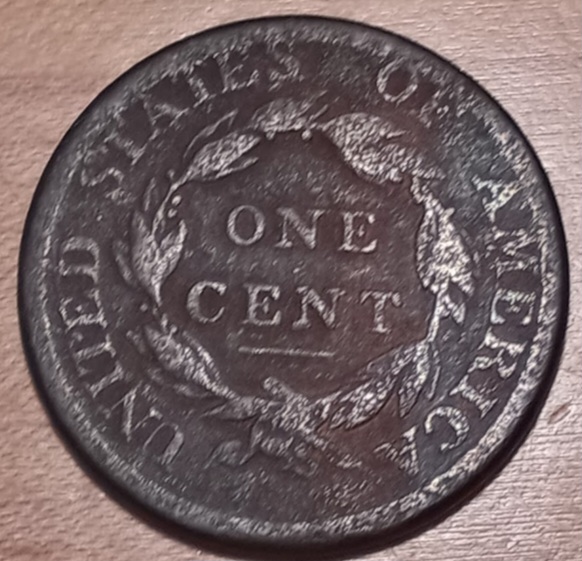 UNITED STATES OF AMERICA
ONE
CENT